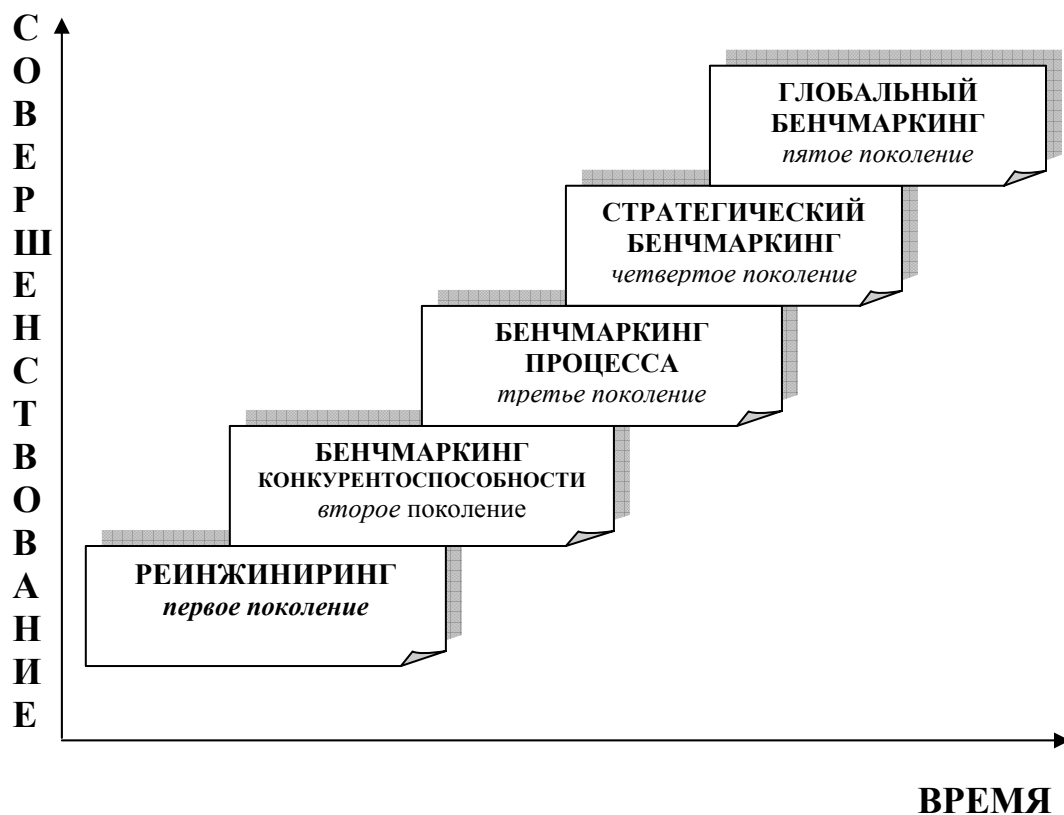 СОВЕРШЕНСТВОВАНИЕ
ГЛОБАЛЬНЫЙ
БЕНЧМАРКИНГ
пятое поколение
СТРАТЕГИЧЕСКИЙ
БЕНЧМАРКИНГ
четвертое поколение
БЕНЧМАРКИНГ
ПРОЦЕССА
третье поколение
БЕНЧМАРКИНГ
КОНКУРЕНТОСПОСОБНОСТИ
второе поколение
РЕИНЖИНИРИНГ
первое поколение
ВРЕМЯ